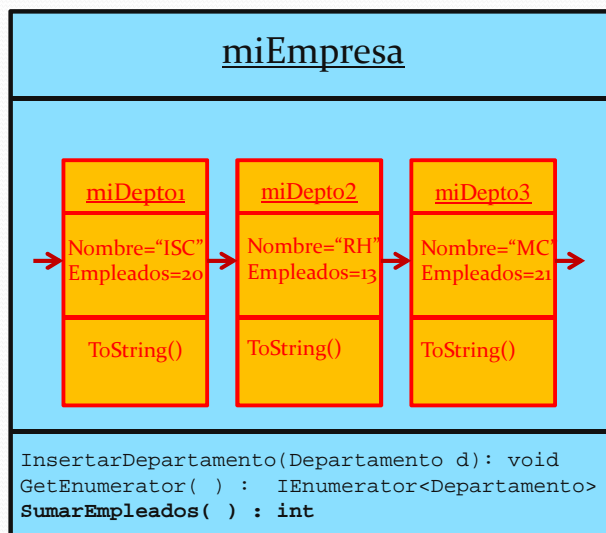 miEmpresa
miDepto1
Nombre=“ISC”
Empleados=20
ToString()
miDepto2
Nombre=“RH”
Empleados=13
ToString()
miDepto3
Nombre=“MC”
Empleados=21
ToString()
InsertarDepartamento(Departamento d): void
GetEnumerator( ) : IEnumerator<Departamento>
SumarEmpleados( ) : int